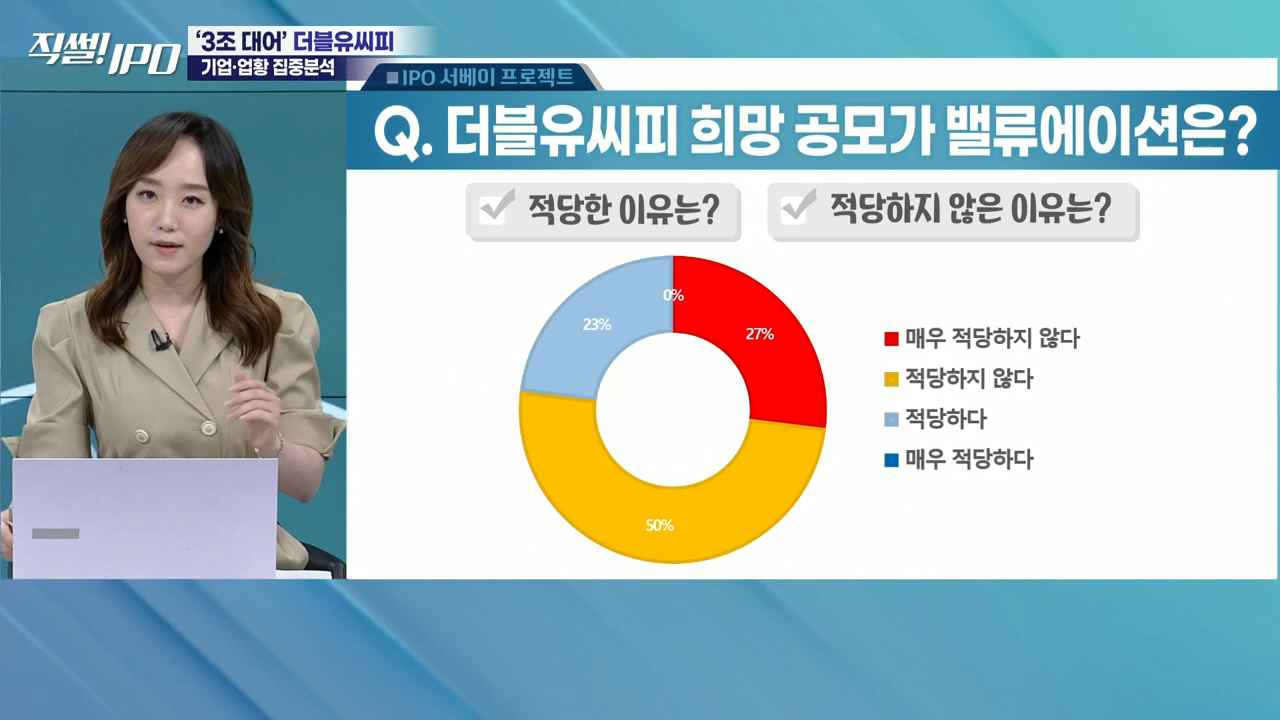 직썰! IPO
‘3조 대어’ 더블유씨피
기업·업황 집중분석
IPO 서베이 프로젝트
Q. 더블유씨피 희망 공모가 밸류에이션은?
적당한 이유는?
적당하지 않은 이유는?
0%
27%
23%
50%
매우 적당하지 않다
적당하지 않다
적당하다
매우 적당하다